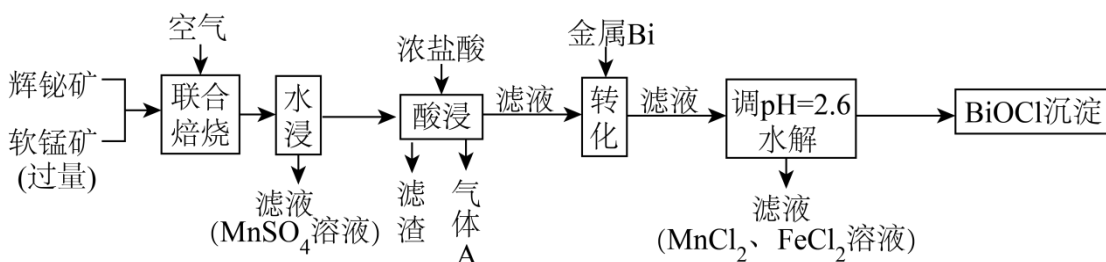 空气
辉铋矿
软锰矿
(过量)
联合
焙烧
水
浸
滤液
(MnSO₄溶液)
浓盐酸
酸浸
滤
渣
气
体
A
滤液
金属Bi
转
化
滤液
调pH=2.6
水解
滤液
(MnCl₂、FeCl₂溶液)
BiOCl沉淀